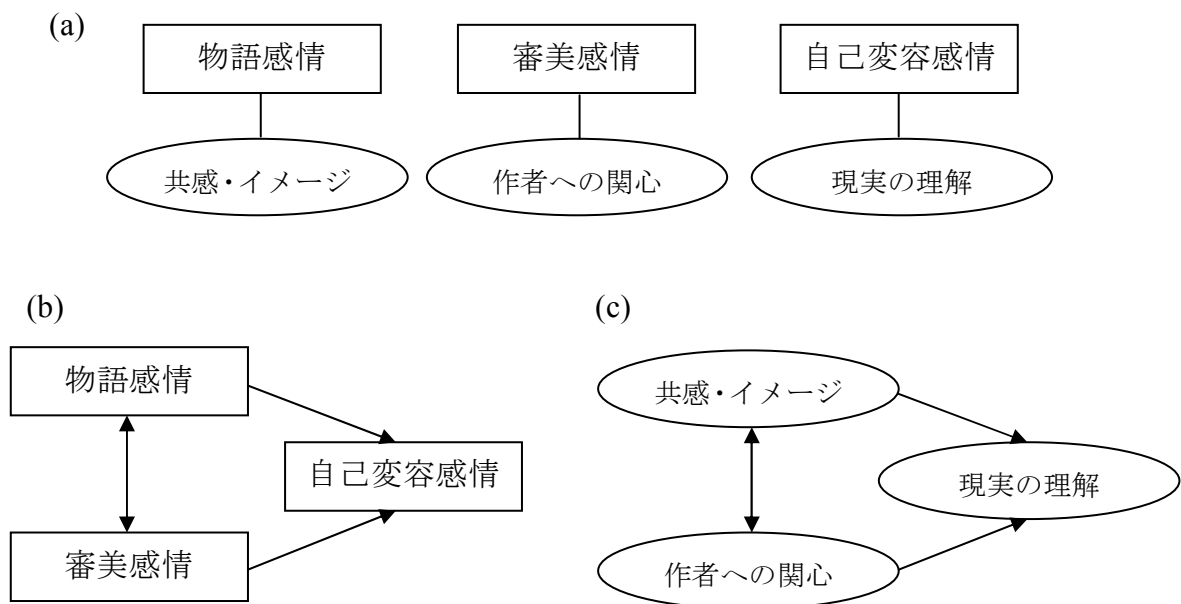 (a)
物語感情
審美感情
自己変容感情
共感・イメージ
作者への関心
現実の理解
(b)
(c)
物語感情
自己変容感情
審美感情
共感・イメージ
現実の理解
作者への関心